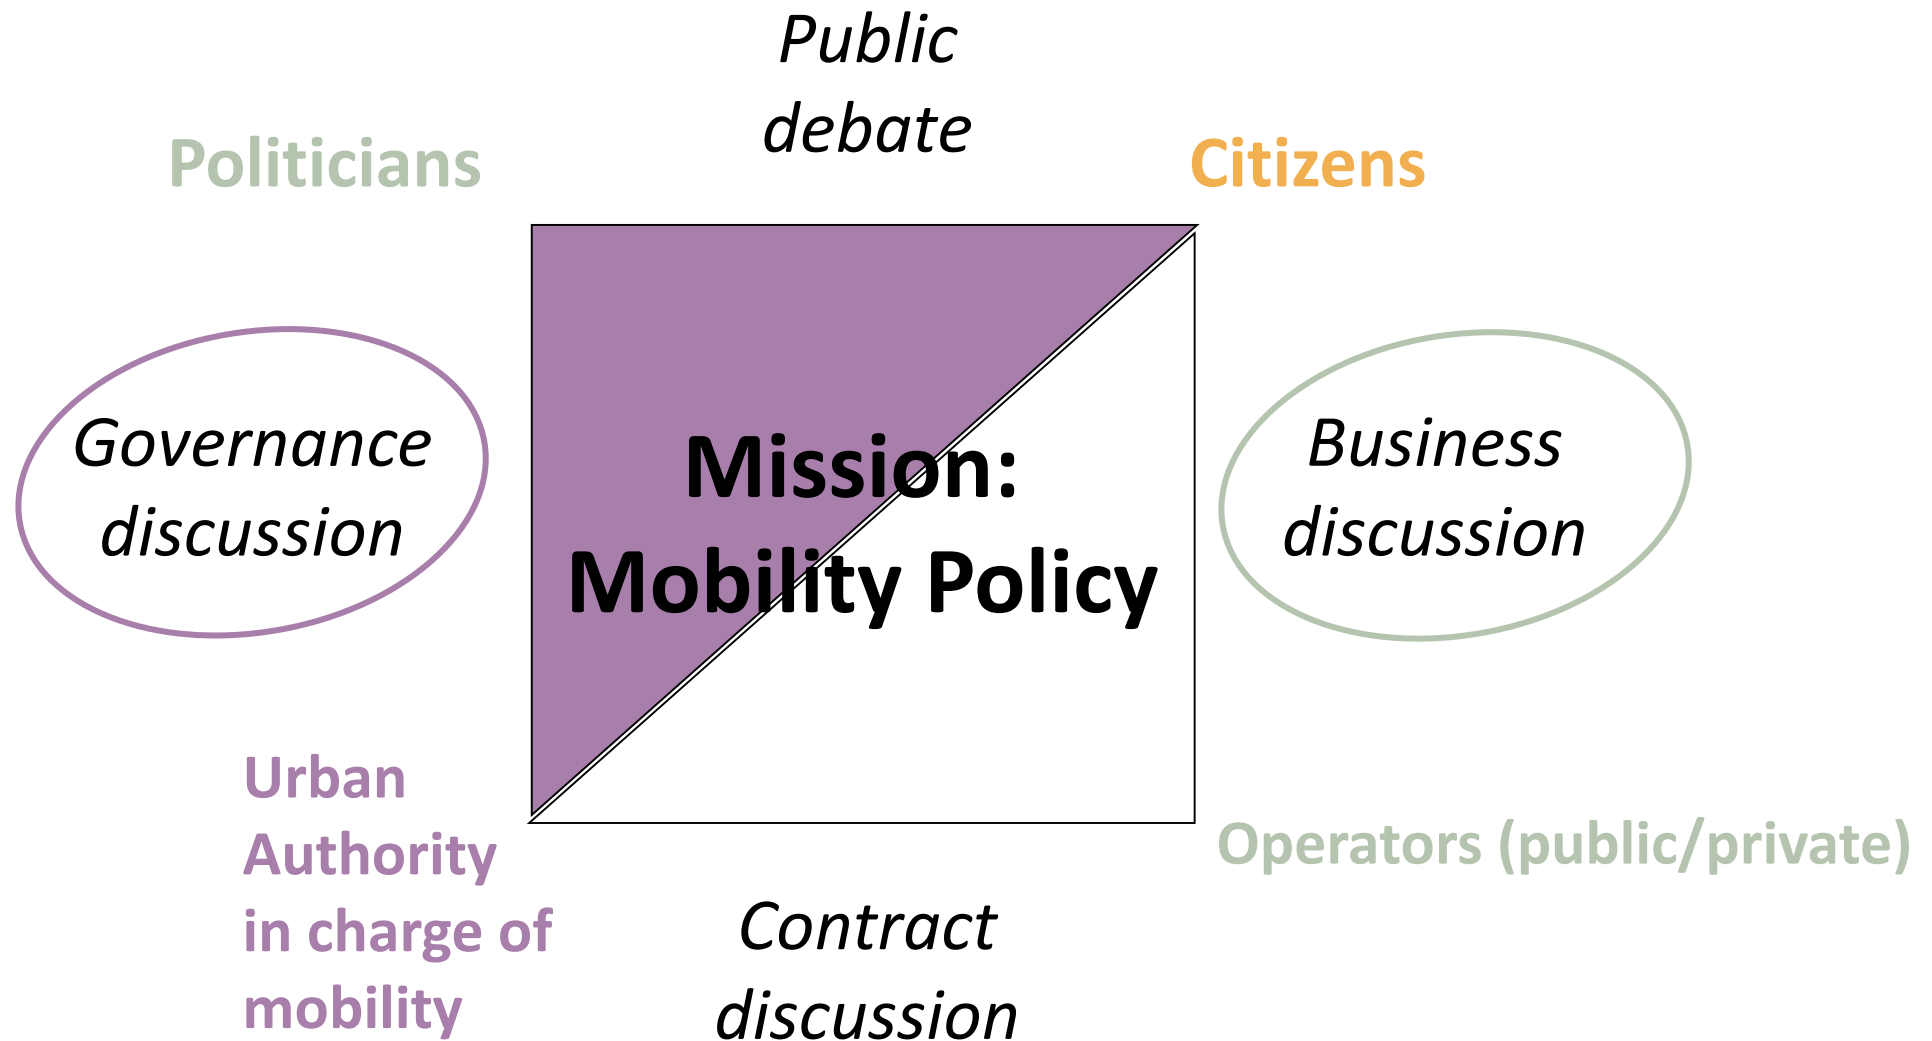 Public
debate
Politicians
Citizens
Governance
discussion
Mission:
Mobility Policy
Business
discussion
Urban
Authority
in charge of
mobility
Operators (public/private)
Contract
discussion